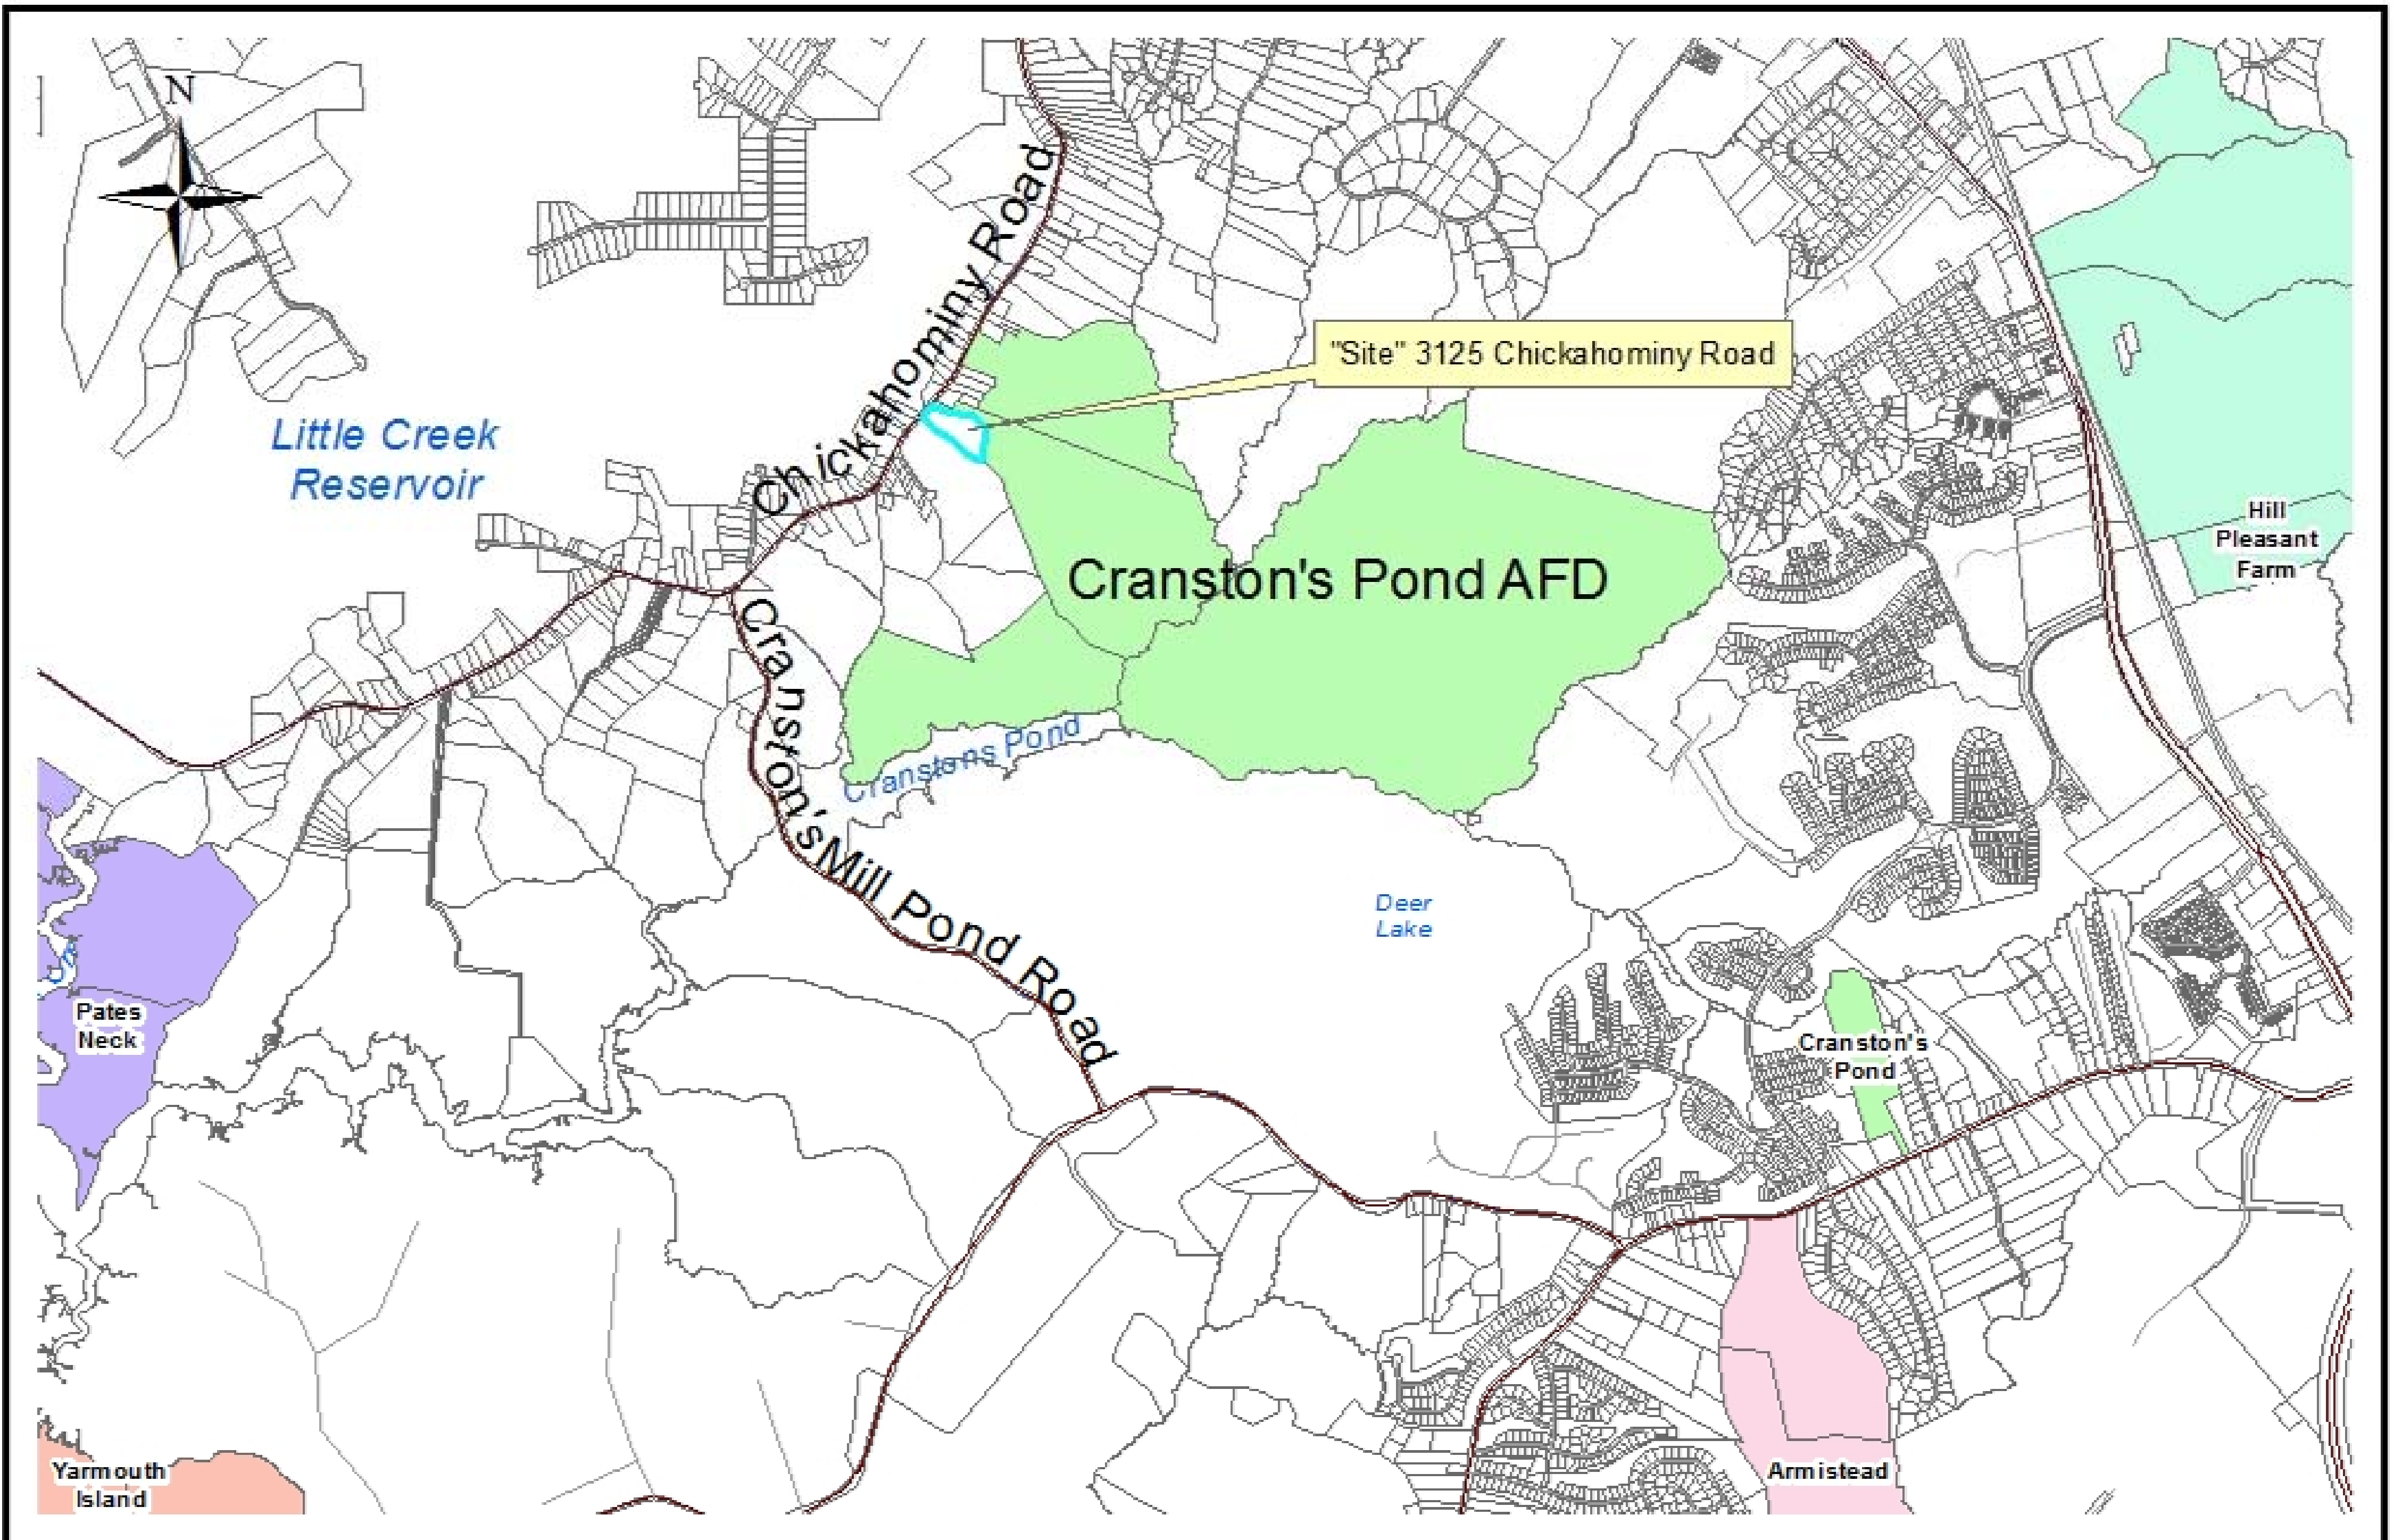 N
Chickahominy Road
"Site" 3125 Chickahominy Road
Little Creek
Reservoir
Hill
Pleasant
Farm
Cranston's Pond AFD
Cranston's Mill Pond Road
Cranstons Pond
Deer
Lake
Pates
Neck
Cranston's
Pond
Yarmouth
Island
Armistead